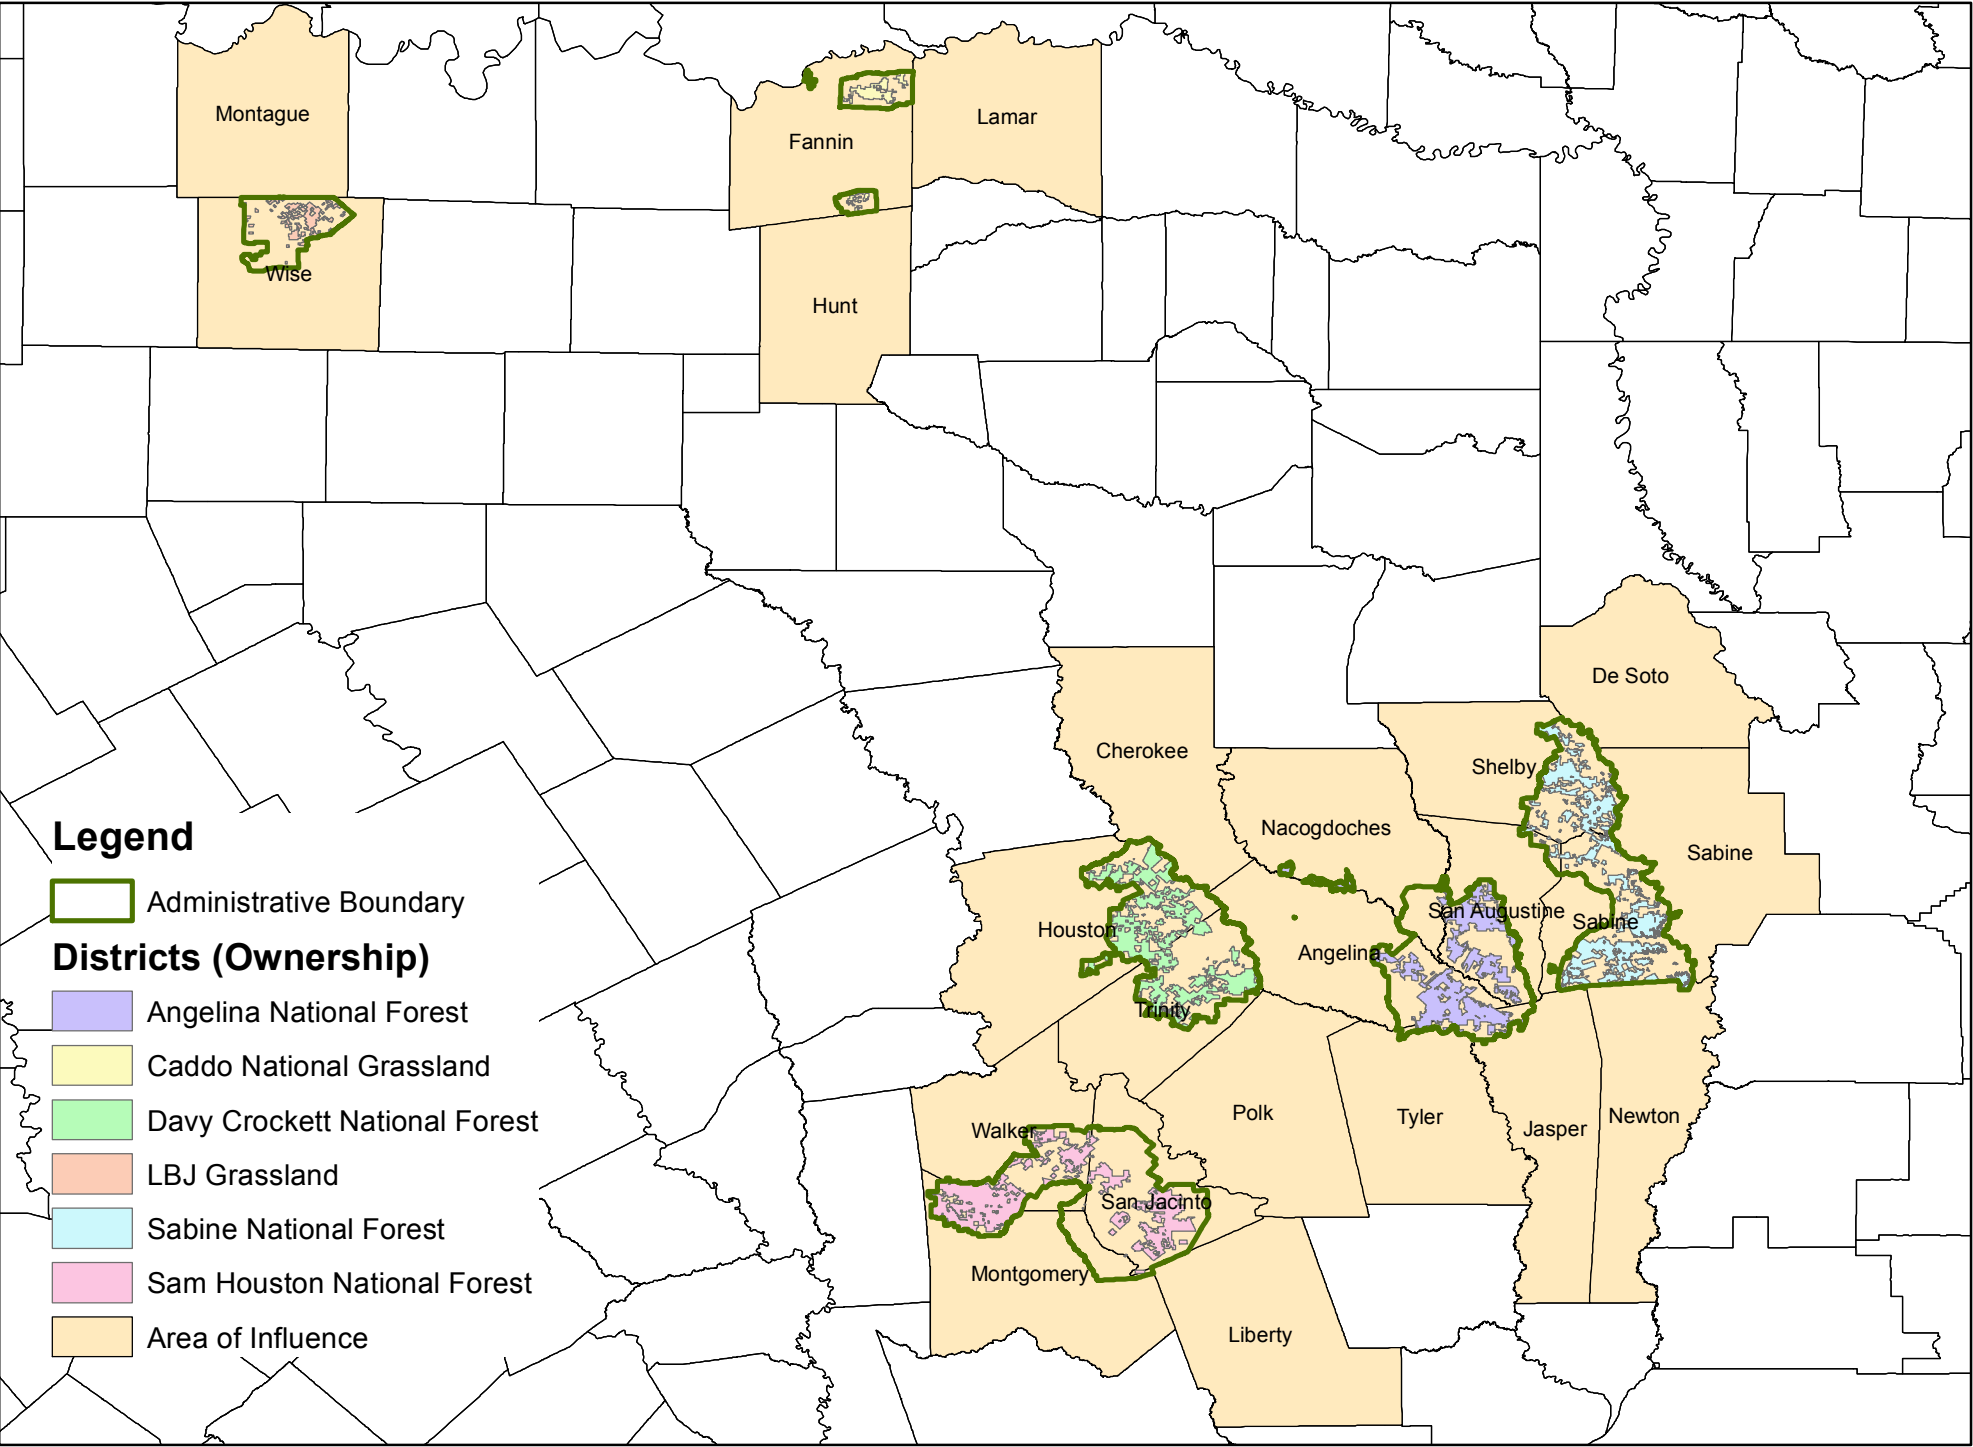 Montague
Lamar
Fannin
Wise
Hunt
De Soto
Cherokee
Shelby
Nacogdoches
Sabine
San Augustine
Sabine
Houston
Angelina
Trinity
Polk
Tyler
Newton
Jasper
Walker
San Jacinto
Montgomery
Liberty
Legend
Administrative Boundary
Districts (Ownership)
Angelina National Forest
Caddo National Grassland
Davy Crockett National Forest
LBJ Grassland
Sabine National Forest
Sam Houston National Forest
Area of Influence